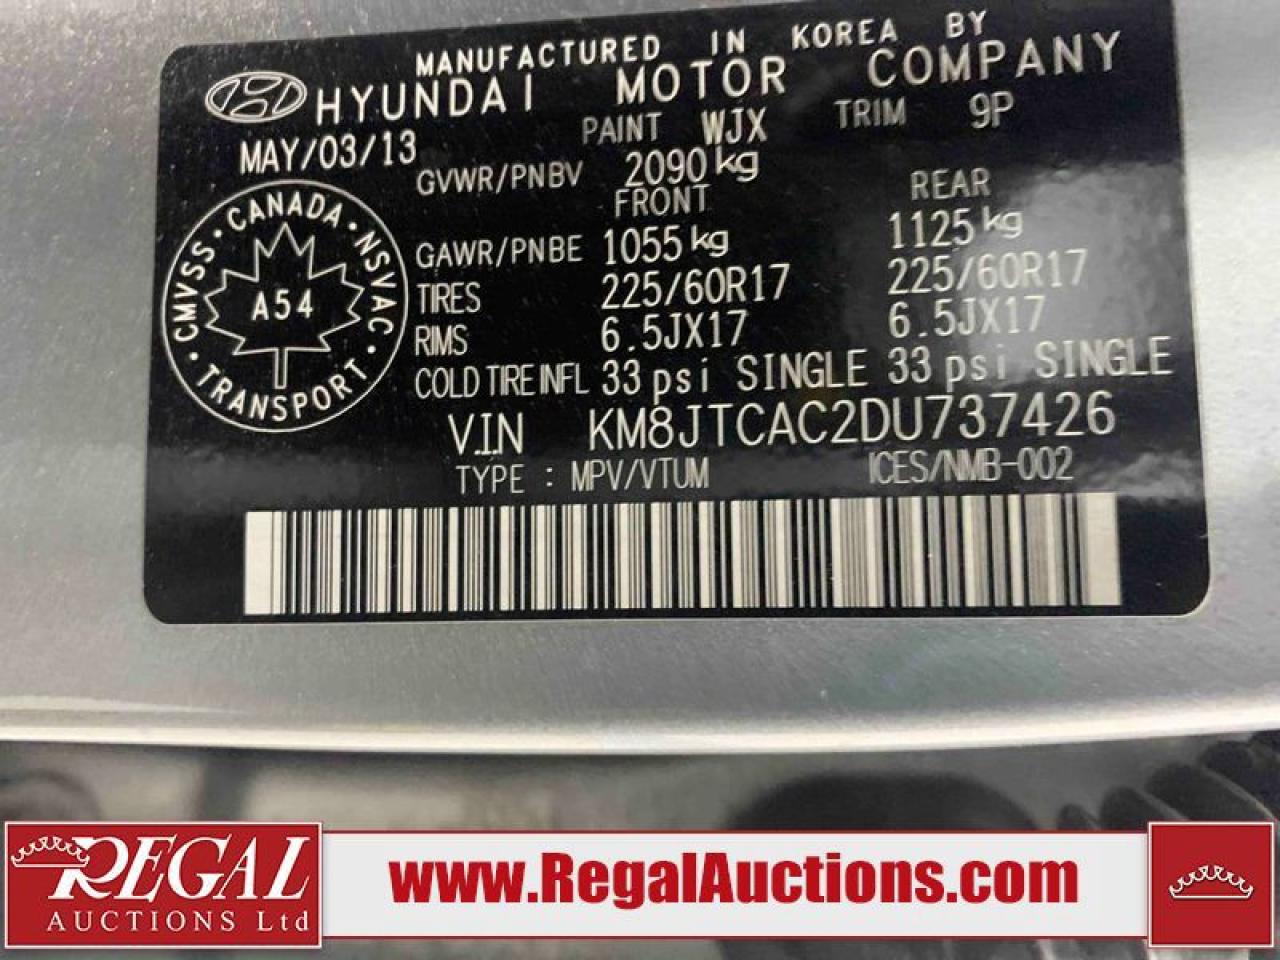 MANUFACTURED IN KOREA BY
HYUNDAI MOTOR COMPANY
MAY/03/13 PAINT WJX TRIM 9P
GVWR/PNBV 2090 kg
FRONT REAR
GAWR/PNBE 1055 kg 1125 kg
TIRES 225/60R17 225/60R17
RIMS 6.5JX17 6.5JX17
COLD TIRE INFL 33 psi SINGLE 33 psi SINGLE
V.I.N KM8JTCAC2DU737426
TYPE : MPV/VTUM ICES/NMB-002
CMVSS · CANADA · NSVAC · TRANSPORT ·
A54
REGAL
AUCTIONS Ltd
www.RegalAuctions.com